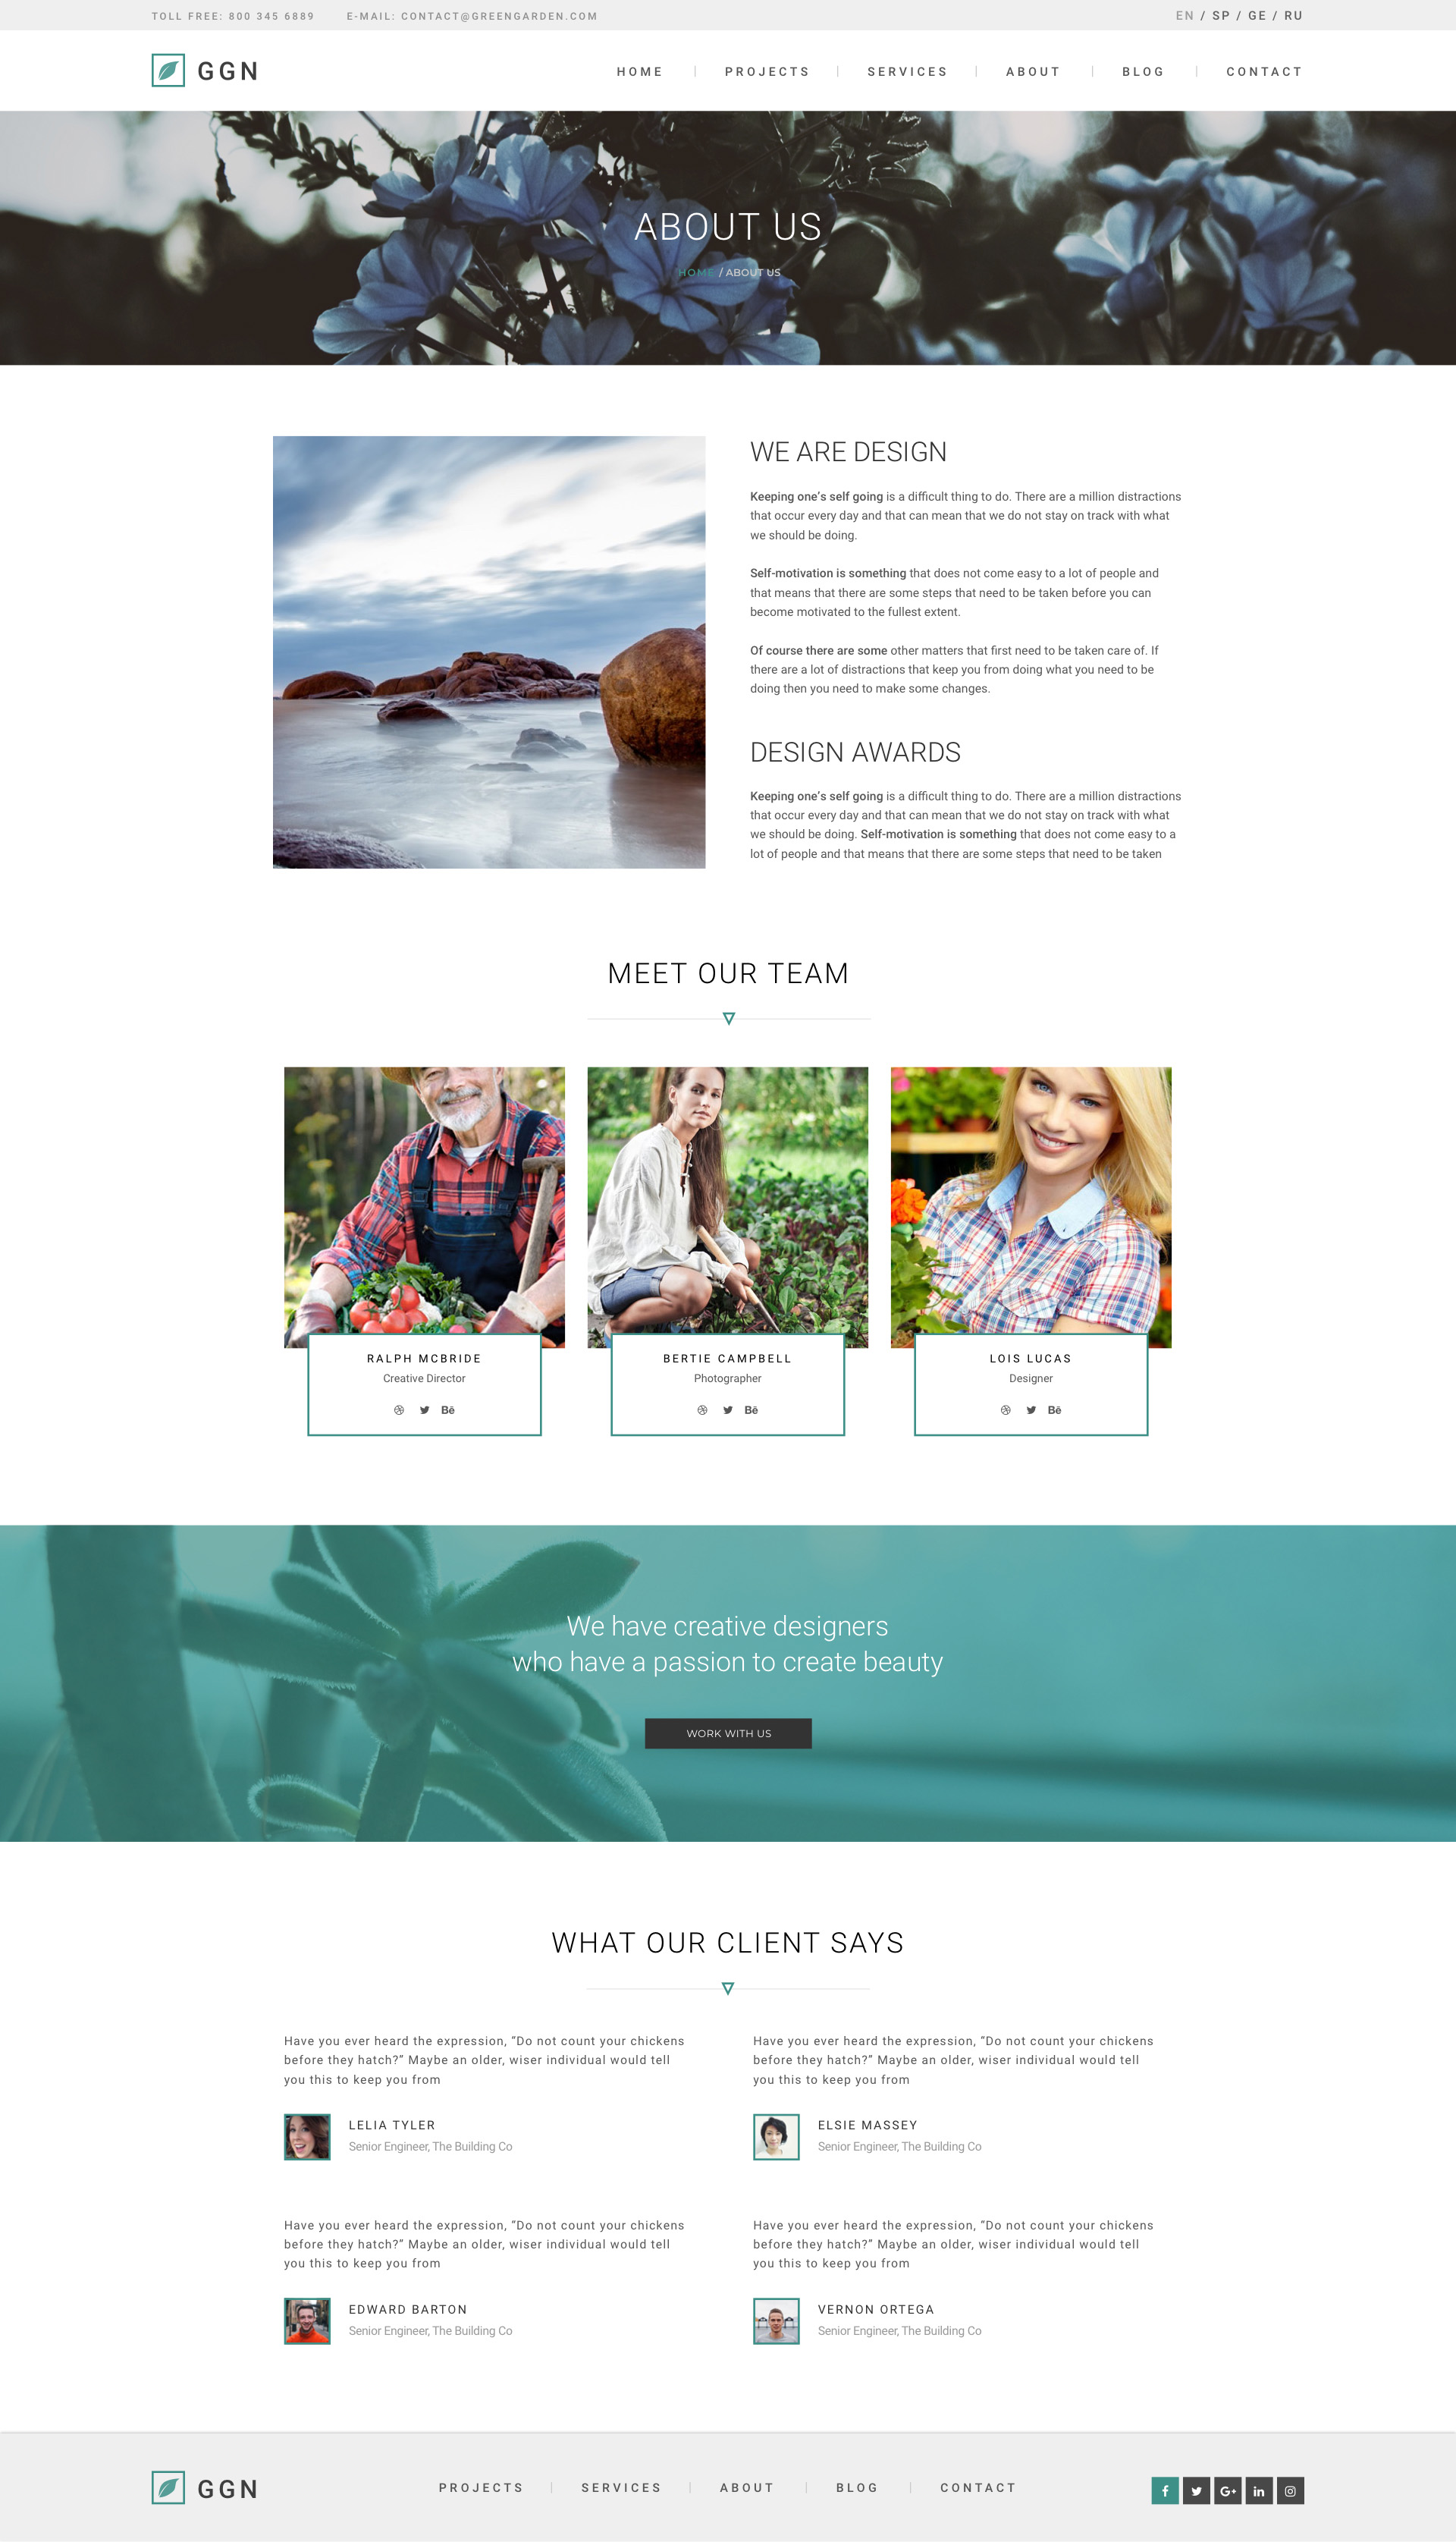 TOLL FREE: 800 345 6889 E-MAIL: CONTACT@GREENGARDEN.COM EN / SP / GE / RU
GGN HOME PROJECTS SERVICES ABOUT BLOG CONTACT
ABOUT US
HOME / ABOUT US
WE ARE DESIGN
Keeping one’s self going is a difficult thing to do. There are a million distractions
that occur every day and that can mean that we do not stay on track with what
we should be doing.
Self-motivation is something that does not come easy to a lot of people and
that means that there are some steps that need to be taken before you can
become motivated to the fullest extent.
Of course there are some other matters that first need to be taken care of. If
there are a lot of distractions that keep you from doing what you need to be
doing then you need to make some changes.
DESIGN AWARDS
Keeping one’s self going is a difficult thing to do. There are a million distractions
that occur every day and that can mean that we do not stay on track with what
we should be doing. Self-motivation is something that does not come easy to a
lot of people and that means that there are some steps that need to be taken
MEET OUR TEAM
RALPH MCBRIDE
Creative Director
Bē
BERTIE CAMPBELL
Photographer
Bē
LOIS LUCAS
Designer
Bē
We have creative designers
who have a passion to create beauty
WORK WITH US
WHAT OUR CLIENT SAYS
Have you ever heard the expression, “Do not count your chickens
before they hatch?” Maybe an older, wiser individual would tell
you this to keep you from
LELIA TYLER
Senior Engineer, The Building Co
Have you ever heard the expression, “Do not count your chickens
before they hatch?” Maybe an older, wiser individual would tell
you this to keep you from
ELSIE MASSEY
Senior Engineer, The Building Co
Have you ever heard the expression, “Do not count your chickens
before they hatch?” Maybe an older, wiser individual would tell
you this to keep you from
EDWARD BARTON
Senior Engineer, The Building Co
Have you ever heard the expression, “Do not count your chickens
before they hatch?” Maybe an older, wiser individual would tell
you this to keep you from
VERNON ORTEGA
Senior Engineer, The Building Co
GGN PROJECTS SERVICES ABOUT BLOG CONTACT f G+ in